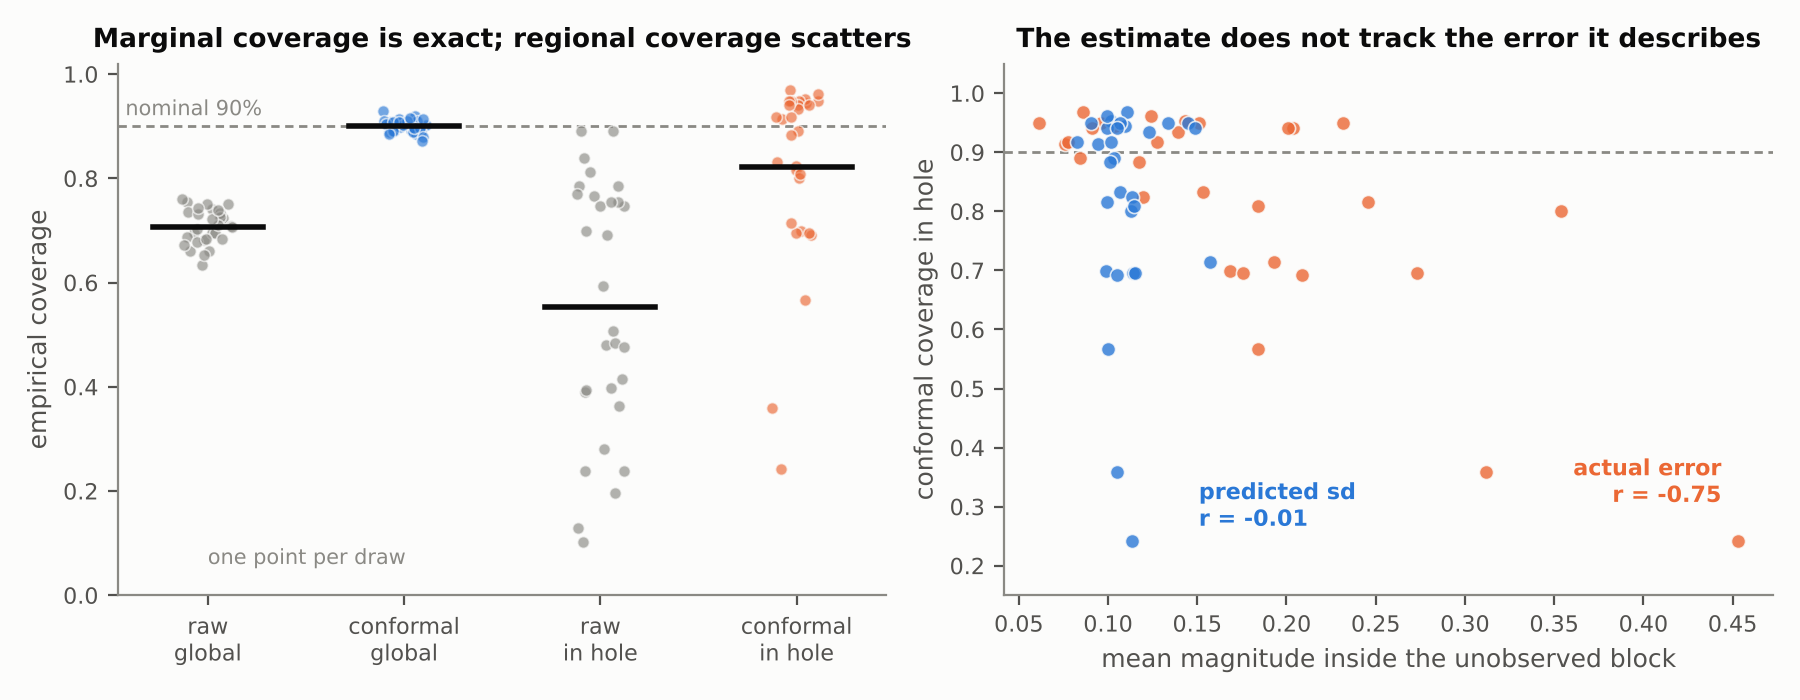 Marginal coverage is exact; regional coverage scatters
1.0
0.8
0.6
0.4
0.2
0.0
empirical coverage
nominal 90%
one point per draw
raw
global
conformal
global
raw
in hole
conformal
in hole
The estimate does not track the error it describes
1.0
0.9
0.8
0.7
0.6
0.5
0.4
0.3
0.2
conformal coverage in hole
predicted sd
r = -0.01
actual error
r = -0.75
0.05
0.10
0.15
0.20
0.25
0.30
0.35
0.40
0.45
mean magnitude inside the unobserved block